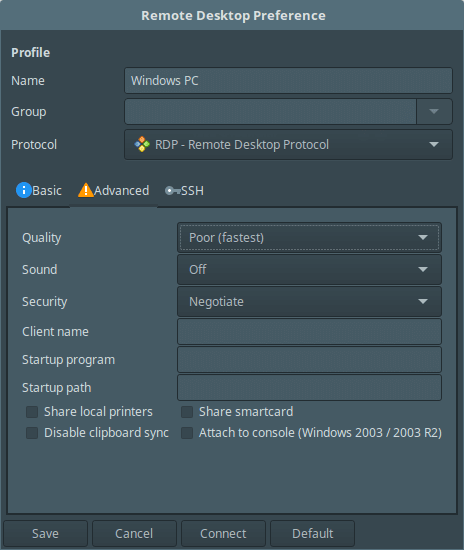 Remote Desktop Preference
Profile
Name Windows PC
Group
Protocol RDP - Remote Desktop Protocol
Basic Advanced SSH
Quality Poor (fastest)
Sound Off
Security Negotiate
Client name
Startup program
Startup path
Share local printers Share smartcard
Disable clipboard sync Attach to console (Windows 2003 / 2003 R2)
Save Cancel Connect Default